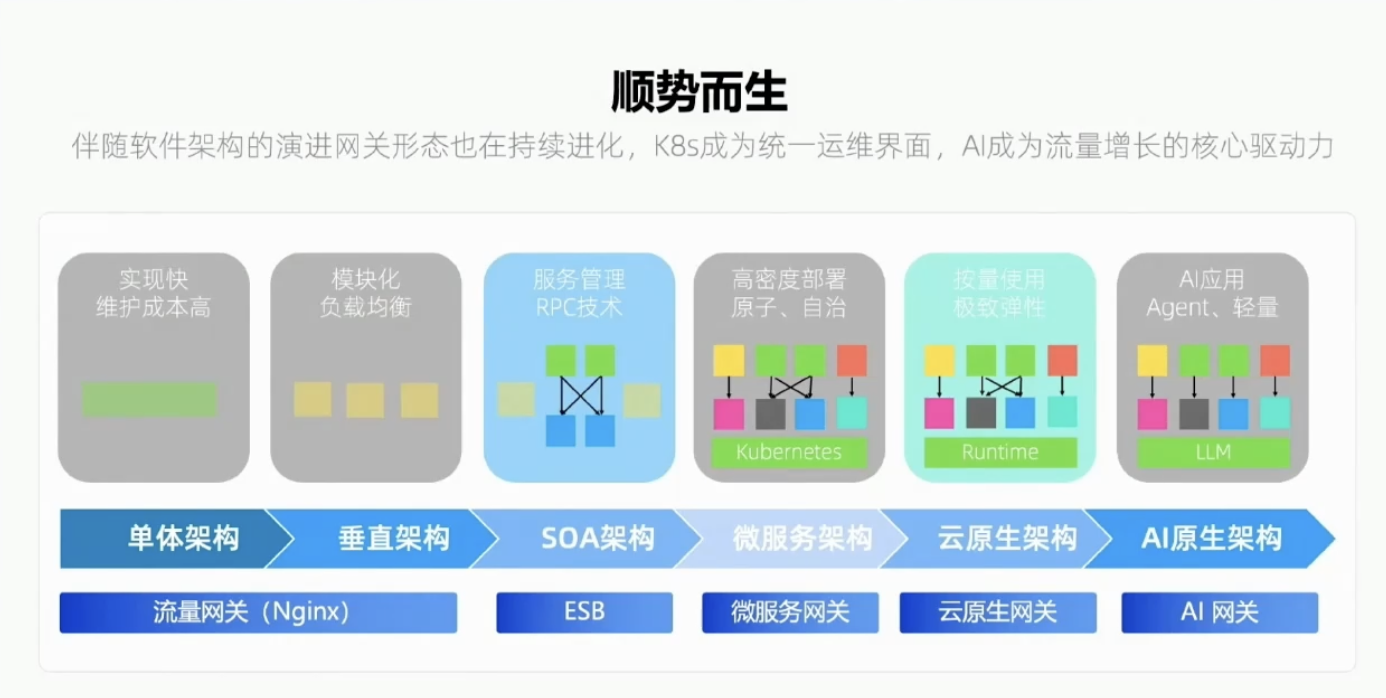 顺势而生
伴随软件架构的演进网关形态也在持续进化，K8s成为统一运维界面，AI成为流量增长的核心驱动力
实现快
维护成本高
模块化
负载均衡
服务管理
RPC技术
高密度部署
原子、自治
Kubernetes
按量使用
极致弹性
Runtime
AI应用
Agent、轻量
LLM
单体架构
垂直架构
SOA架构
微服务架构
云原生架构
AI原生架构
流量网关（Nginx）
ESB
微服务网关
云原生网关
AI 网关